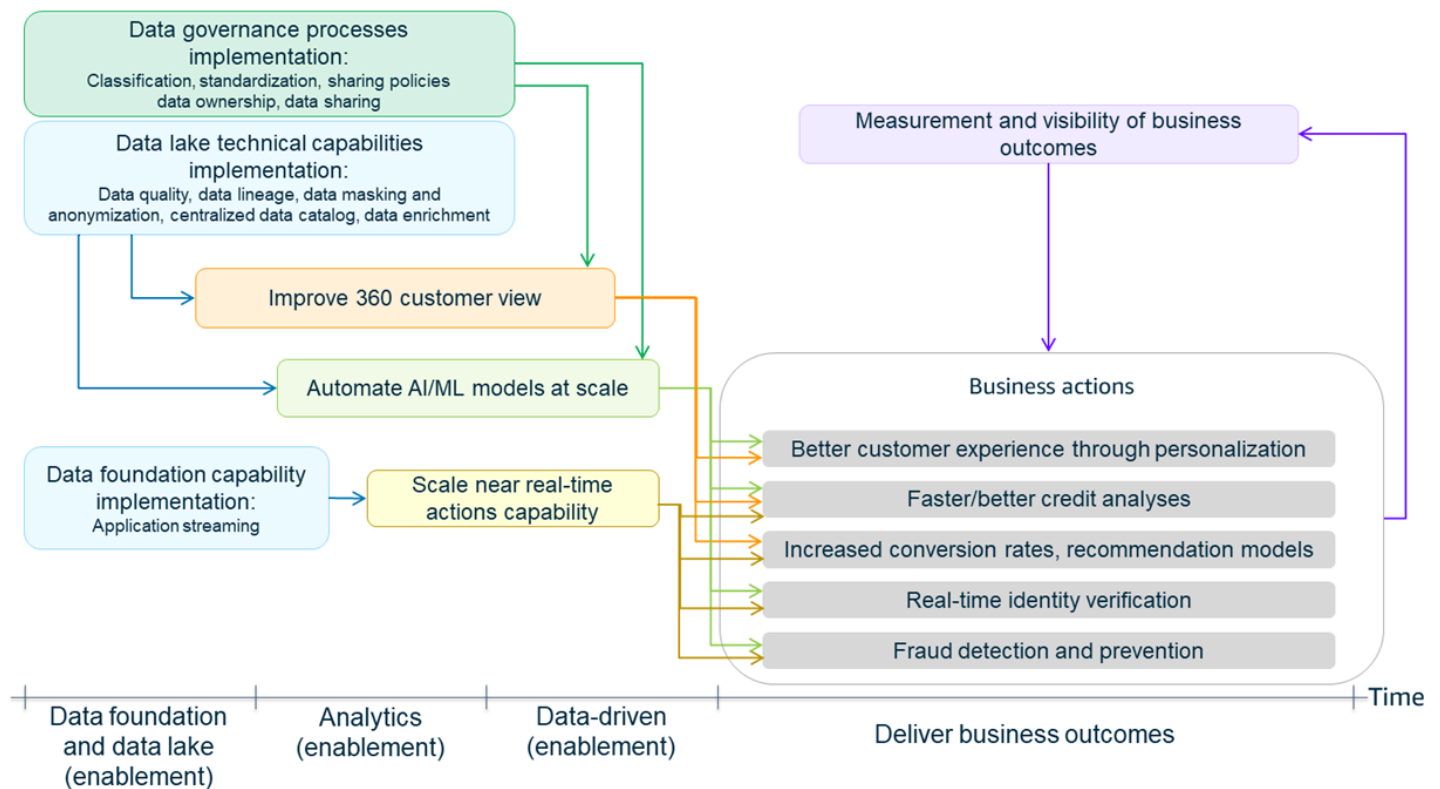 Data governance processes
implementation:
Classification, standardization, sharing policies
data ownership, data sharing
Data lake technical capabilities
implementation:
Data quality, data lineage, data masking and
anonymization, centralized data catalog, data enrichment
Measurement and visibility of business
outcomes
Improve 360 customer view
Automate AI/ML models at scale
Data foundation capability
implementation:
Application streaming
Scale near real-time
actions capability
Business actions
Better customer experience through personalization
Faster/better credit analyses
Increased conversion rates, recommendation models
Real-time identity verification
Fraud detection and prevention
Time
Data foundation
and data lake
(enablement)
Analytics
(enablement)
Data-driven
(enablement)
Deliver business outcomes